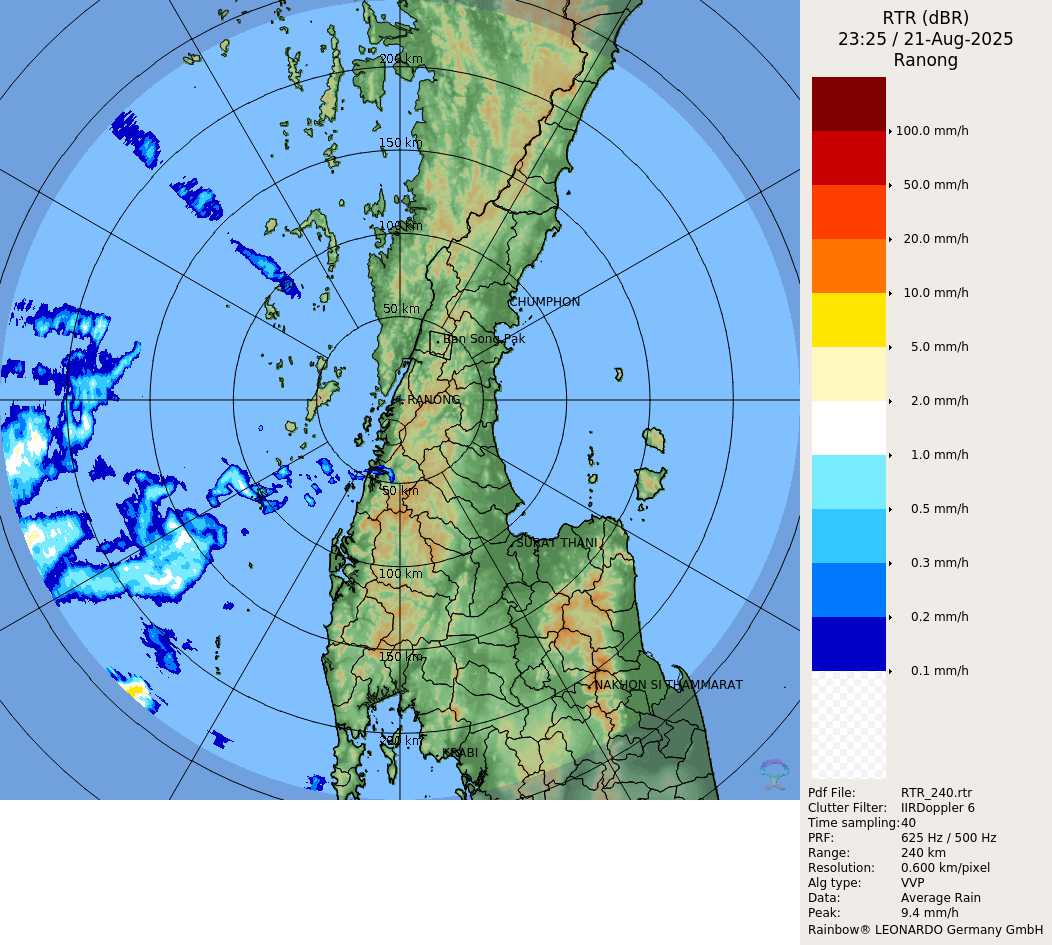 RTR (dBR)
23:25 / 21-Aug-2025
Ranong
200 km
150 km
100 km
50 km
CHUMPHON
Ban Song Pak
RANONG
50 km
SURAT THANI
100 km
150 km
NAKHON SI THAMMARAT
200 km
KRABI
100.0 mm/h
50.0 mm/h
20.0 mm/h
10.0 mm/h
5.0 mm/h
2.0 mm/h
1.0 mm/h
0.5 mm/h
0.3 mm/h
0.2 mm/h
0.1 mm/h
Pdf File: RTR_240.rtr
Clutter Filter: IIRDoppler 6
Time sampling:40
PRF: 625 Hz / 500 Hz
Range: 240 km
Resolution: 0.600 km/pixel
Alg type: VVP
Data: Average Rain
Peak: 9.4 mm/h
Rainbow® LEONARDO Germany GmbH